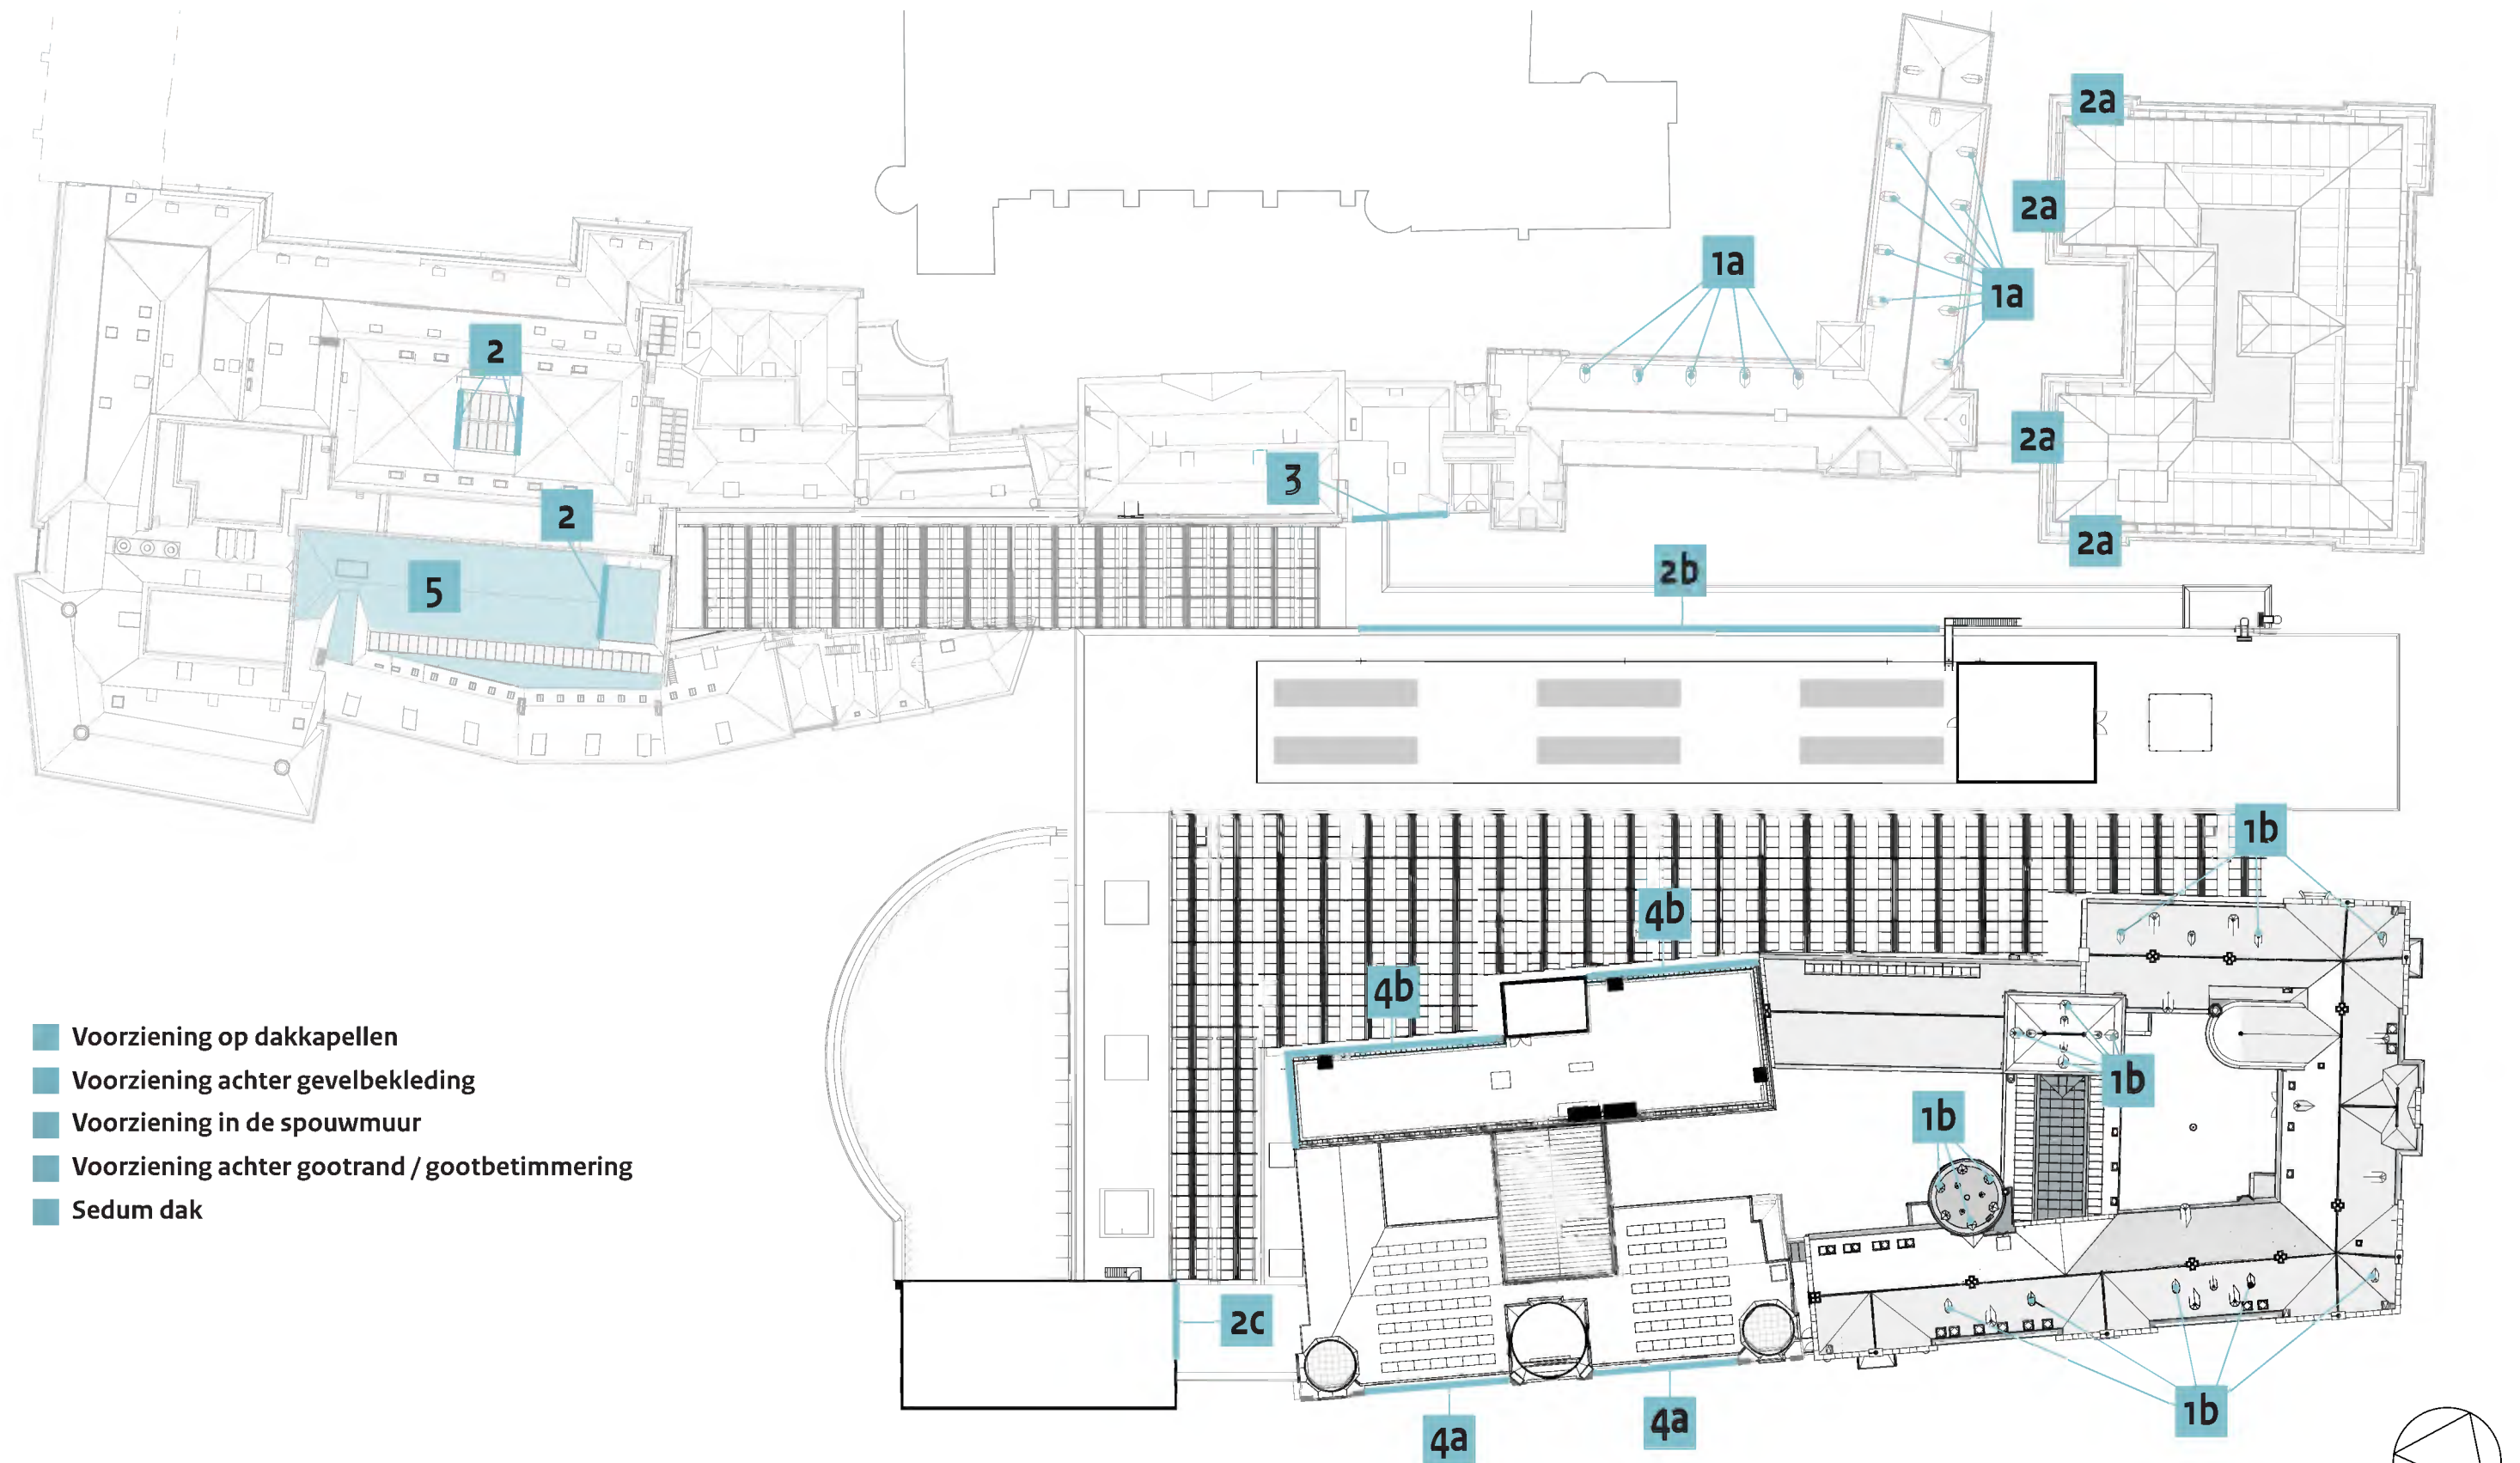 2a
2a
1a
1a
2
2a
3
2
2a
2b
5
1b
4b
4b
Voorziening op dakkapellen
Voorziening achter gevelbekleding
1b
Voorziening in de spouwmuur
1b
Voorziening achter gootrand / gootbetimmering
Sedum dak
2c
1b
4a
4a